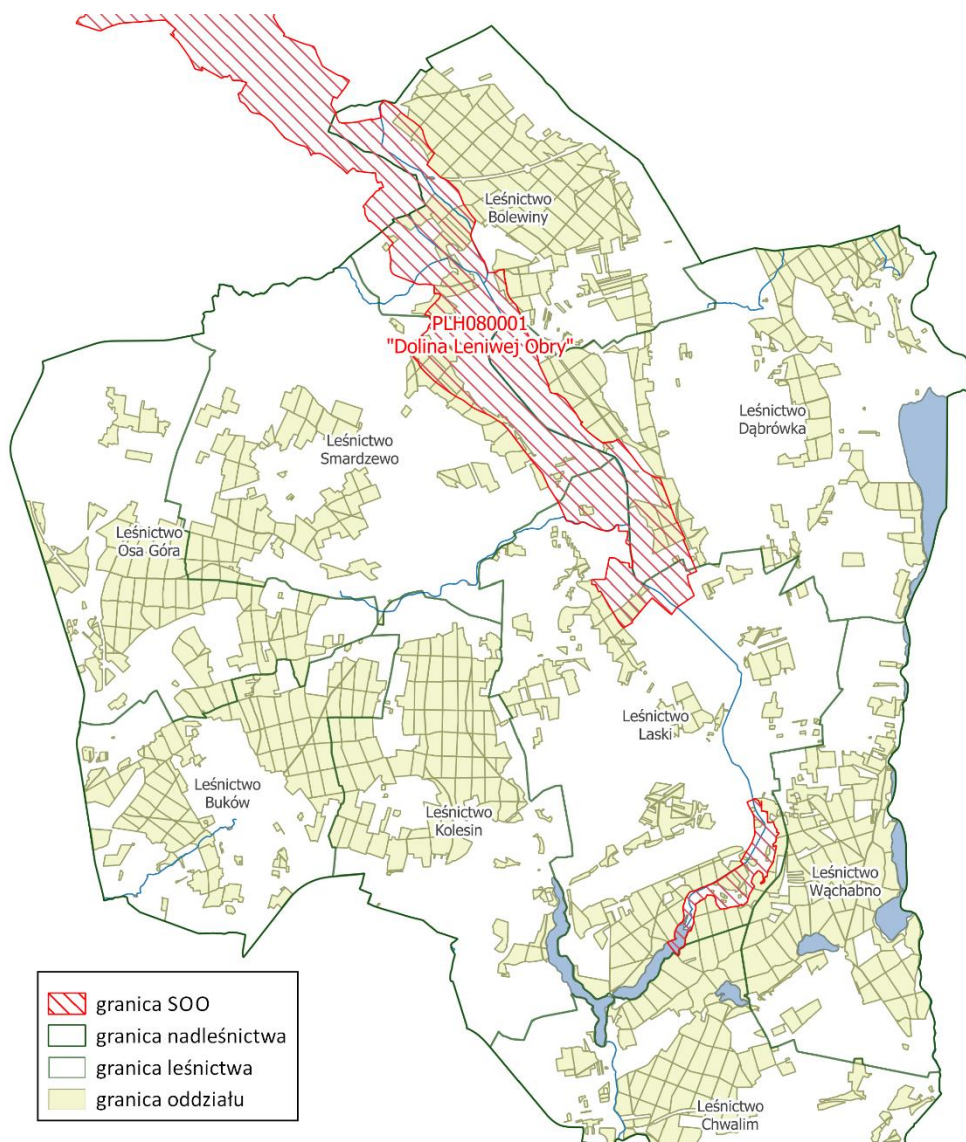 Leśnictwo
Bolewiny
PLH080001
"Dolina Leniwej Obry"
Leśnictwo
Dąbrówka
Leśnictwo
Smardzewo
Leśnictwo
Osa Góra
Leśnictwo
Laski
Leśnictwo
Buków
Leśnictwo
Kolesin
Leśnictwo
Wąchabno
granica SOO
granica nadleśnictwa
granica leśnictwa
granica oddziału
Leśnictwo
Chwalim